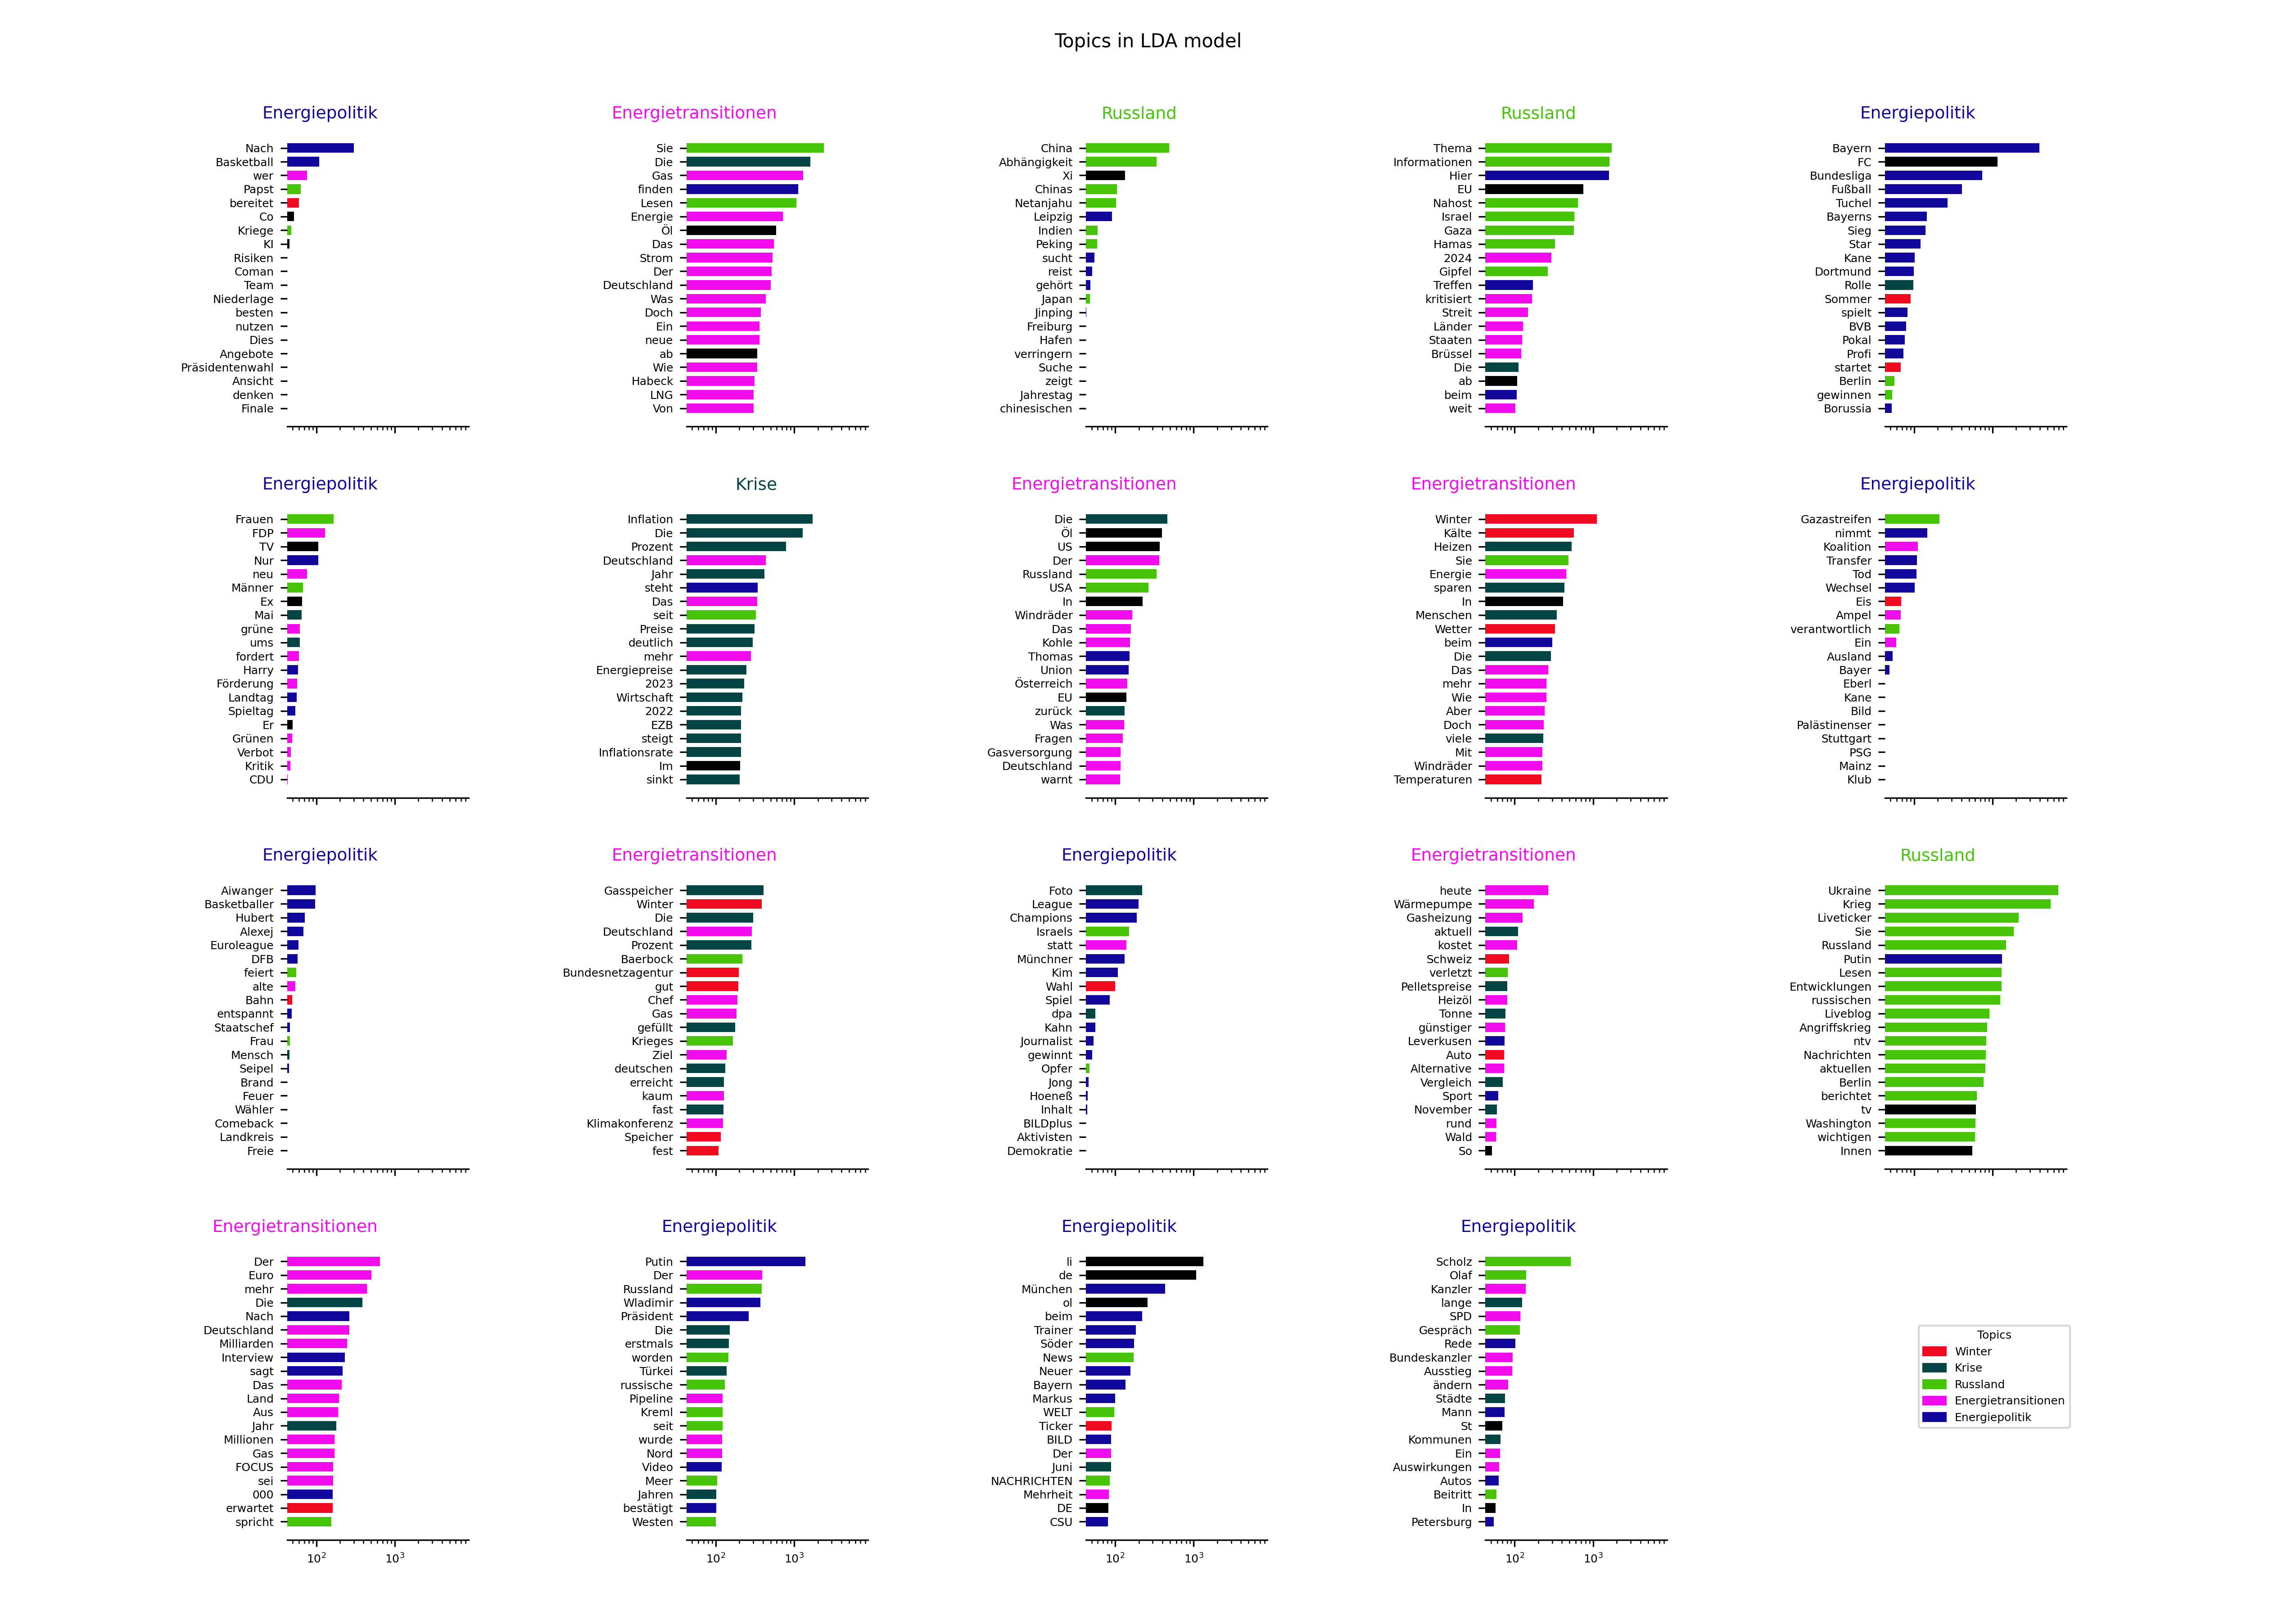 Topics in LDA model
Energiepolitik
Nach
Basketball
wer
Papst
bereitet
Co
Kriege
KI
Risiken
Coman
Team
Niederlage
besten
nutzen
Dies
Angebote
Präsidentenwahl
Ansicht
denken
Finale
Energietransitionen
Sie
Die
Gas
finden
Lesen
Energie
Öl
Das
Strom
Der
Deutschland
Was
Doch
Ein
neue
ab
Wie
Habeck
LNG
Von
Russland
China
Abhängigkeit
Xi
Chinas
Netanjahu
Leipzig
Indien
Peking
sucht
reist
gehört
Japan
Jinping
Freiburg
Hafen
verringern
Suche
zeigt
Jahrestag
chinesischen
Russland
Thema
Informationen
Hier
EU
Nahost
Israel
Gaza
Hamas
2024
Gipfel
Treffen
kritisiert
Streit
Länder
Staaten
Brüssel
Die
ab
beim
weit
Energiepolitik
Bayern
FC
Bundesliga
Fußball
Tuchel
Bayerns
Sieg
Star
Kane
Dortmund
Rolle
Sommer
spielt
BVB
Pokal
Profi
startet
Berlin
gewinnen
Borussia
Energiepolitik
Frauen
FDP
TV
Nur
neu
Männer
Ex
Mai
grüne
ums
fordert
Harry
Förderung
Landtag
Spieltag
Er
Grünen
Verbot
Kritik
CDU
Krise
Inflation
Die
Prozent
Deutschland
Jahr
steht
Das
seit
Preise
deutlich
mehr
Energiepreise
2023
Wirtschaft
2022
EZB
steigt
Inflationsrate
Im
sinkt
Energietransitionen
Die
Öl
US
Der
Russland
USA
In
Windräder
Das
Kohle
Thomas
Union
Österreich
EU
zurück
Was
Fragen
Gasversorgung
Deutschland
warnt
Energietransitionen
Winter
Kälte
Heizen
Sie
Energie
sparen
In
Menschen
Wetter
beim
Die
Das
mehr
Wie
Aber
Doch
viele
Mit
Windräder
Temperaturen
Energiepolitik
Gazastreifen
nimmt
Koalition
Transfer
Tod
Wechsel
Eis
Ampel
verantwortlich
Ein
Ausland
Bayer
Eberl
Kane
Bild
Palästinenser
Stuttgart
PSG
Mainz
Klub
Energiepolitik
Aiwanger
Basketballer
Hubert
Alexej
Euroleague
DFB
feiert
alte
Bahn
entspannt
Staatschef
Frau
Mensch
Seipel
Brand
Feuer
Wähler
Comeback
Landkreis
Freie
Energietransitionen
Gasspeicher
Winter
Die
Deutschland
Prozent
Baerbock
Bundesnetzagentur
gut
Chef
Gas
gefüllt
Krieges
Ziel
deutschen
erreicht
kaum
fast
Klimakonferenz
Speicher
fest
Energiepolitik
Foto
League
Champions
Israels
statt
Münchner
Kim
Wahl
Spiel
dpa
Kahn
Journalist
gewinnt
Opfer
Jong
Hoeneß
Inhalt
BILDplus
Aktivisten
Demokratie
Energietransitionen
heute
Wärmepumpe
Gasheizung
aktuell
kostet
Schweiz
verletzt
Pelletspreise
Heizöl
Tonne
günstiger
Leverkusen
Auto
Alternative
Vergleich
Sport
November
rund
Wald
So
Russland
Ukraine
Krieg
Liveticker
Sie
Russland
Putin
Lesen
Entwicklungen
russischen
Liveblog
Angriffskrieg
ntv
Nachrichten
aktuellen
Berlin
berichtet
tv
Washington
wichtigen
Innen
Energietransitionen
Der
Euro
mehr
Die
Nach
Deutschland
Milliarden
Interview
sagt
Das
Land
Aus
Jahr
Millionen
Gas
FOCUS
sei
000
erwartet
spricht
10² 10³
Energiepolitik
Putin
Der
Russland
Wladimir
Präsident
Die
erstmals
worden
Türkei
russische
Pipeline
Kreml
seit
wurde
Nord
Video
Meer
Jahren
bestätigt
Westen
10² 10³
Energiepolitik
li
de
München
ol
beim
Trainer
Söder
News
Neuer
Bayern
Markus
WELT
Ticker
BILD
Der
Juni
NACHRICHTEN
Mehrheit
DE
CSU
10² 10³
Energiepolitik
Scholz
Olaf
Kanzler
lange
SPD
Gespräch
Rede
Bundeskanzler
Ausstieg
ändern
Städte
Mann
St
Kommunen
Ein
Auswirkungen
Autos
Beitritt
In
Petersburg
10² 10³
Topics
Winter
Krise
Russland
Energietransitionen
Energiepolitik